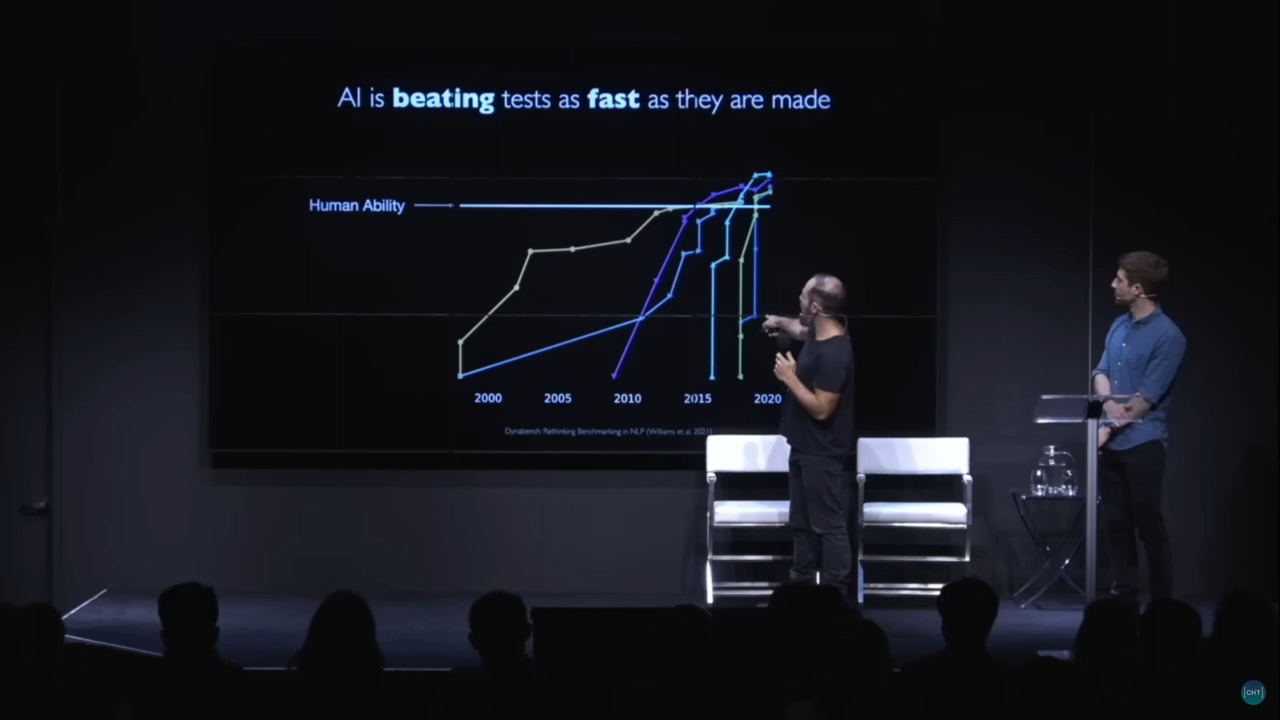 AI is beating tests as fast as they are made
Human Ability
2000 2005 2010 2015 2020
Dynabench: Rethinking Benchmarking in NLP (Williams et al. 2021)
[CHT]